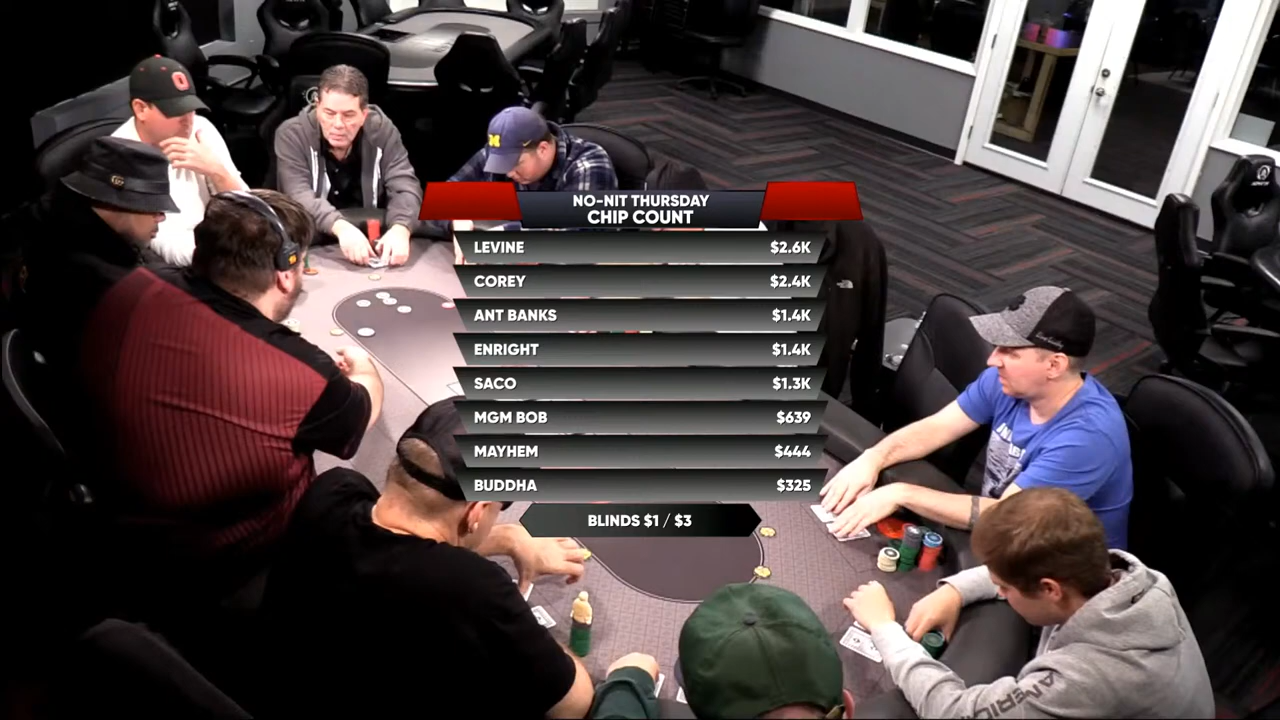 NO-NIT THURSDAY
CHIP COUNT
LEVINE $2.6K
COREY $2.4K
ANT BANKS $1.4K
ENRIGHT $1.4K
SACO $1.3K
MGM BOB $639
MAYHEM $444
BUDDHA $325
BLINDS $1 / $3
O
M